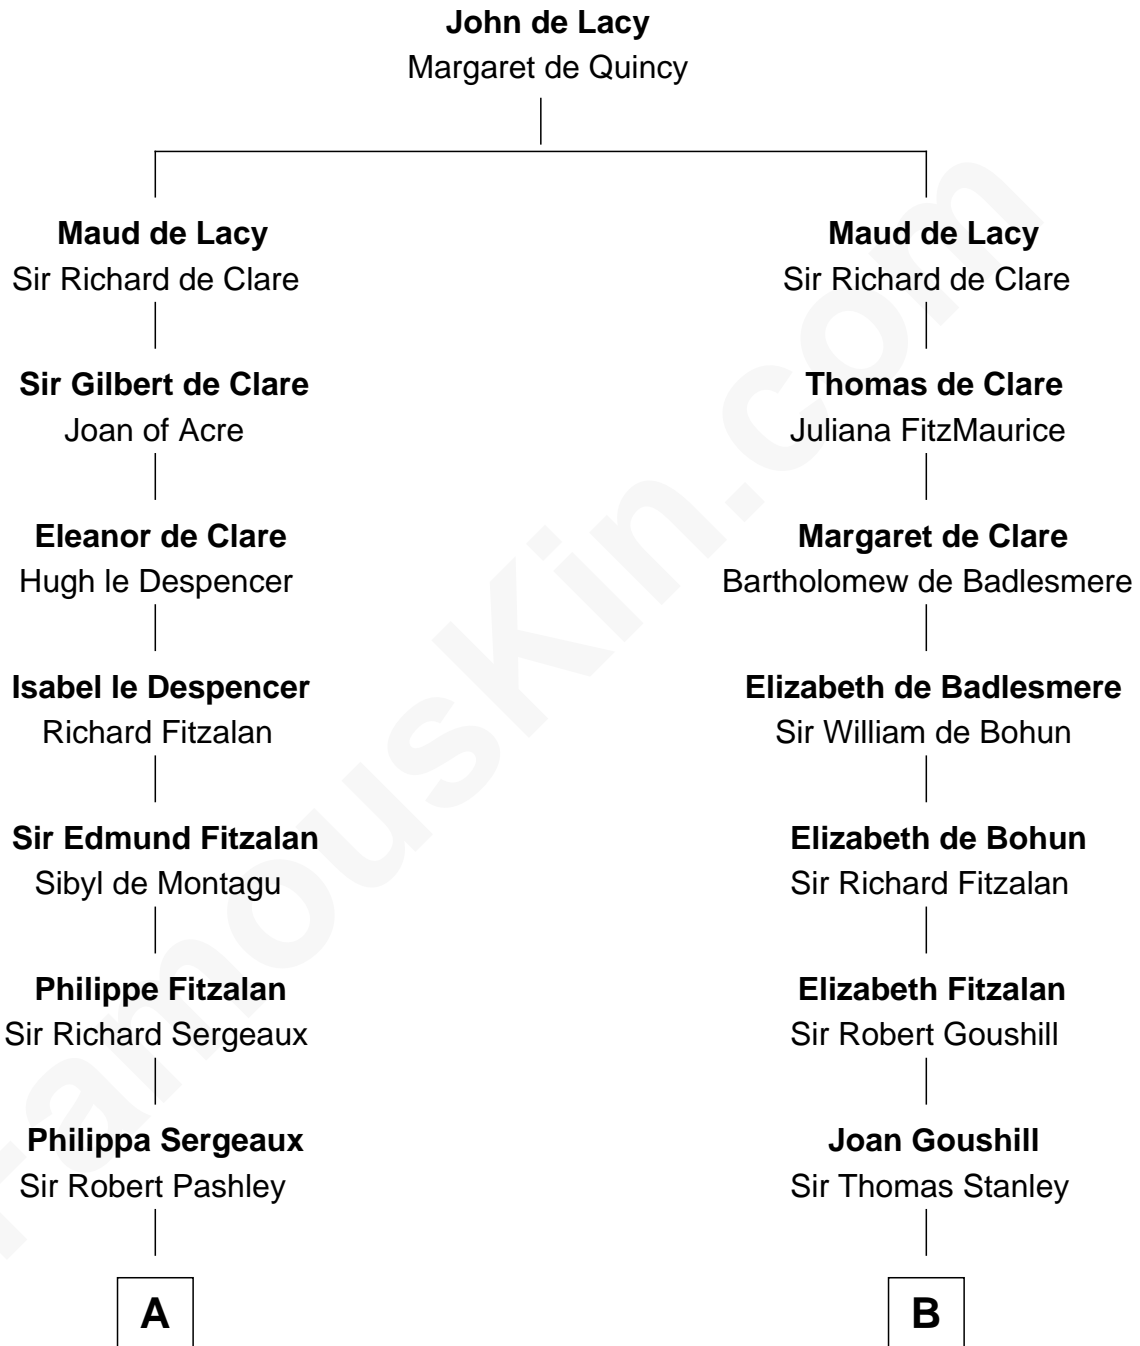 John de Lacy
Margaret de Quincy
Maud de Lacy
Sir Richard de Clare
Sir Gilbert de Clare
Joan of Acre
Eleanor de Clare
Hugh le Despencer
Isabel le Despencer
Richard Fitzalan
Sir Edmund Fitzalan
Sibyl de Montagu
Philippe Fitzalan
Sir Richard Sergeaux
Philippa Sergeaux
Sir Robert Pashley
A
Maud de Lacy
Sir Richard de Clare
Thomas de Clare
Juliana FitzMaurice
Margaret de Clare
Bartholomew de Badlesmere
Elizabeth de Badlesmere
Sir William de Bohun
Elizabeth de Bohun
Sir Richard Fitzalan
Elizabeth Fitzalan
Sir Robert Goushill
Joan Goushill
Sir Thomas Stanley
B
FamousKin.com